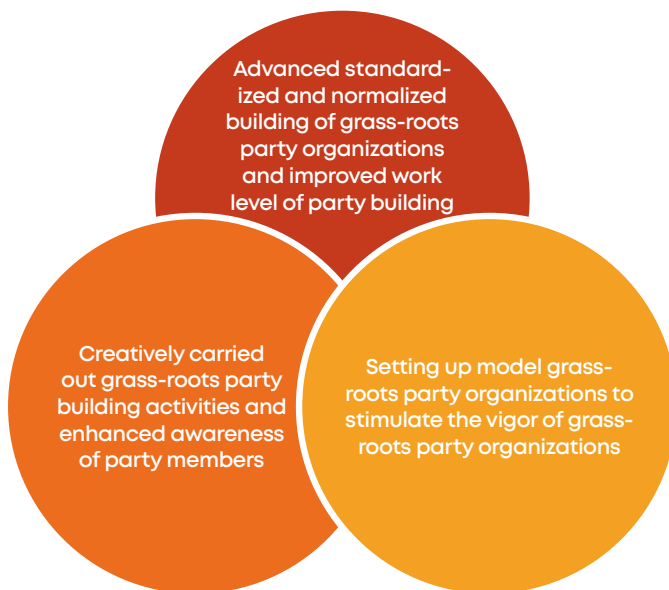 Advanced standard-
ized and normalized
building of grass-roots
party organizations
and improved work
level of party building
Creatively carried
out grass-roots party
building activities and
enhanced awareness
of party members
Setting up model grass-
roots party organizations to
stimulate the vigor of grass-
roots party organizations